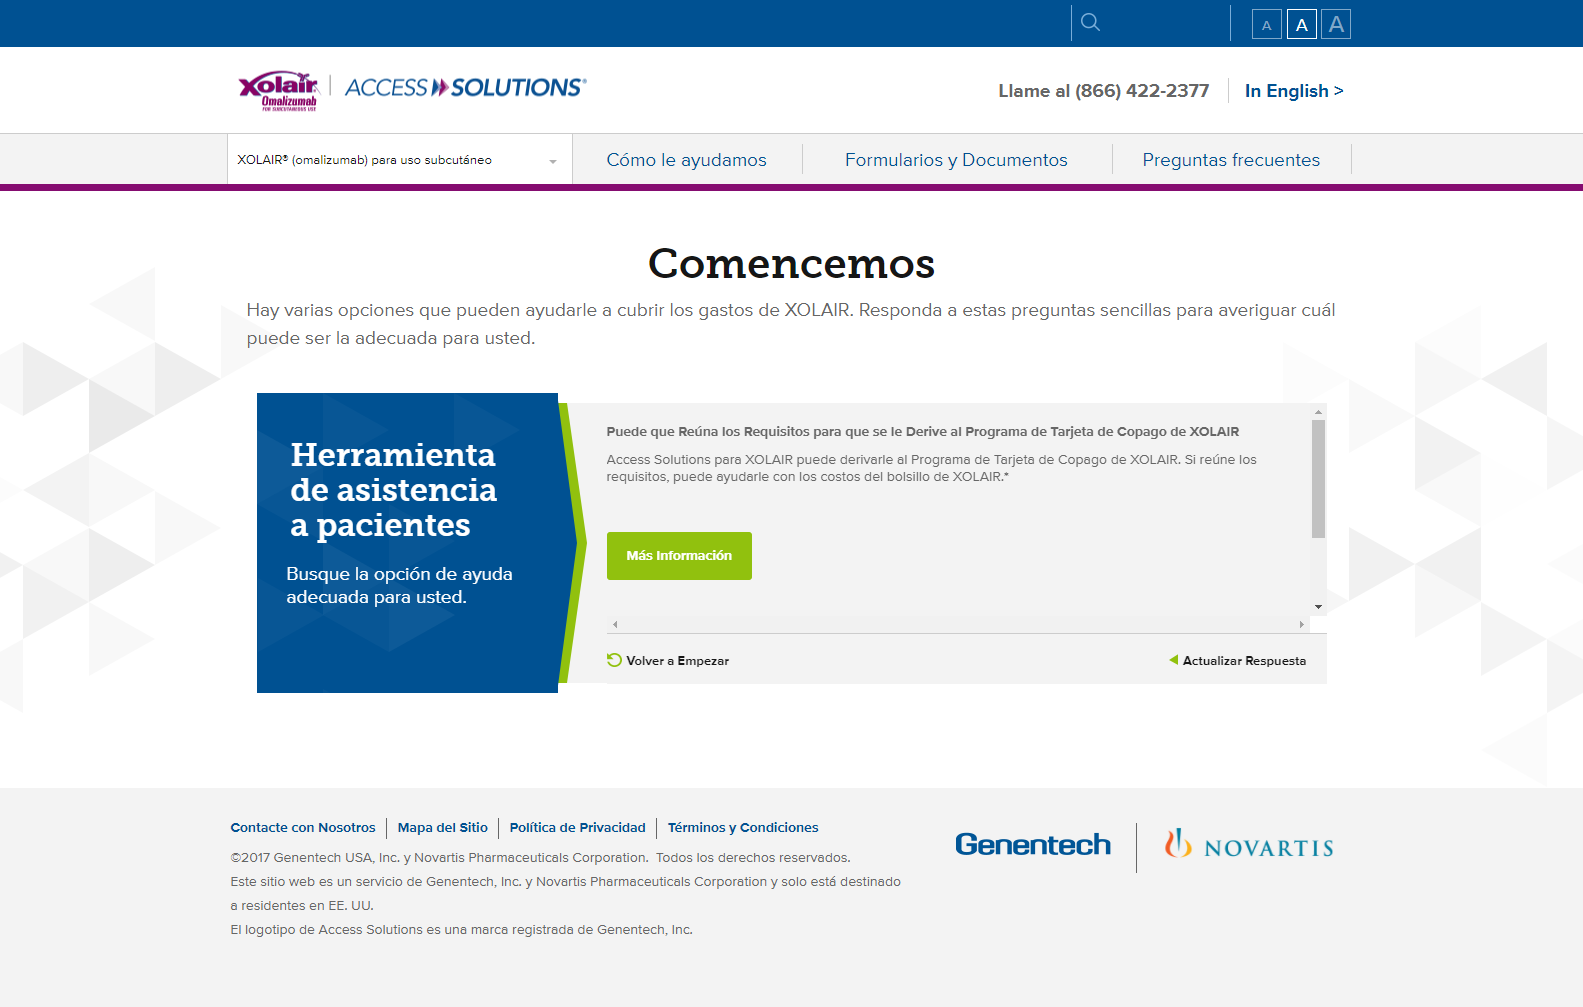 A A A
Xolair
Omalizumab
FOR SUBCUTANEOUS USE
ACCESS SOLUTIONS®
Llame al (866) 422-2377
In English >
XOLAIR® (omalizumab) para uso subcutáneo
Cómo le ayudamos
Formularios y Documentos
Preguntas frecuentes
Comencemos
Hay varias opciones que pueden ayudarle a cubrir los gastos de XOLAIR. Responda a estas preguntas sencillas para averiguar cuál
puede ser la adecuada para usted.
Herramienta
de asistencia
a pacientes
Busque la opción de ayuda
adecuada para usted.
Puede que Reúna los Requisitos para que se le Derive al Programa de Tarjeta de Copago de XOLAIR
Access Solutions para XOLAIR puede derivarle al Programa de Tarjeta de Copago de XOLAIR. Si reúne los
requisitos, puede ayudarle con los costos del bolsillo de XOLAIR.*
Más Información
Volver a Empezar
Actualizar Respuesta
Contacte con Nosotros
Mapa del Sitio
Política de Privacidad
Términos y Condiciones
©2017 Genentech USA, Inc. y Novartis Pharmaceuticals Corporation. Todos los derechos reservados.
Este sitio web es un servicio de Genentech, Inc. y Novartis Pharmaceuticals Corporation y solo está destinado
a residentes en EE. UU.
El logotipo de Access Solutions es una marca registrada de Genentech, Inc.
Genentech
NOVARTIS